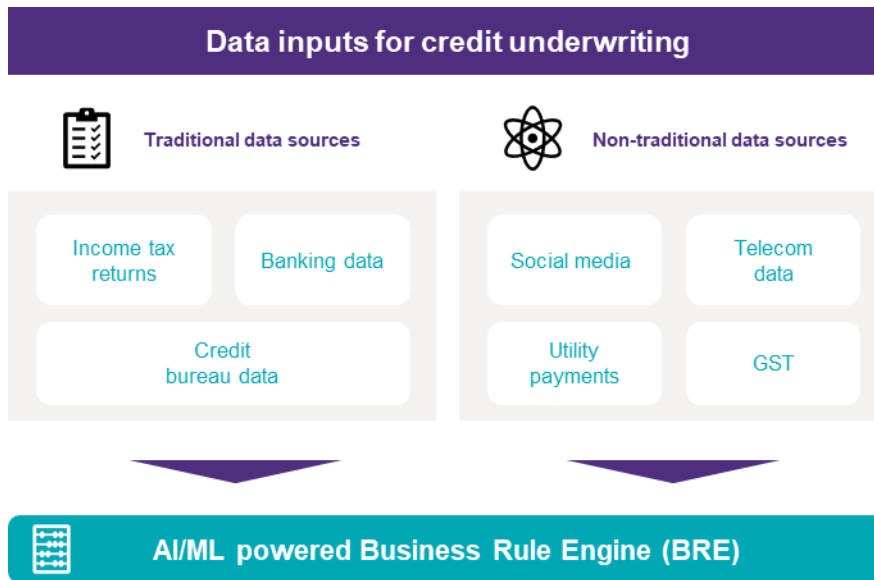 Data inputs for credit underwriting
Traditional data sources
Non-traditional data sources
Income tax
returns
Banking data
Credit
bureau data
Social media
Telecom
data
Utility
payments
GST
AI/ML powered Business Rule Engine (BRE)